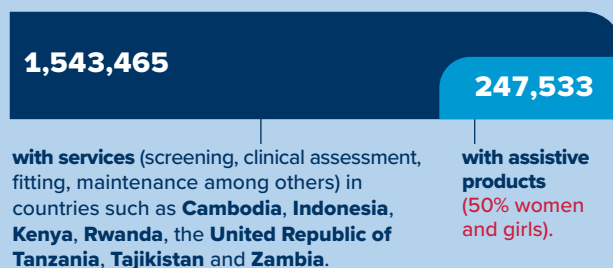 1,543,465
247,533
with services (screening, clinical assessment,
fitting, maintenance among others) in
countries such as Cambodia, Indonesia,
Kenya, Rwanda, the United Republic of
Tanzania, Tajikistan and Zambia.
with assistive
products
(50% women
and girls).